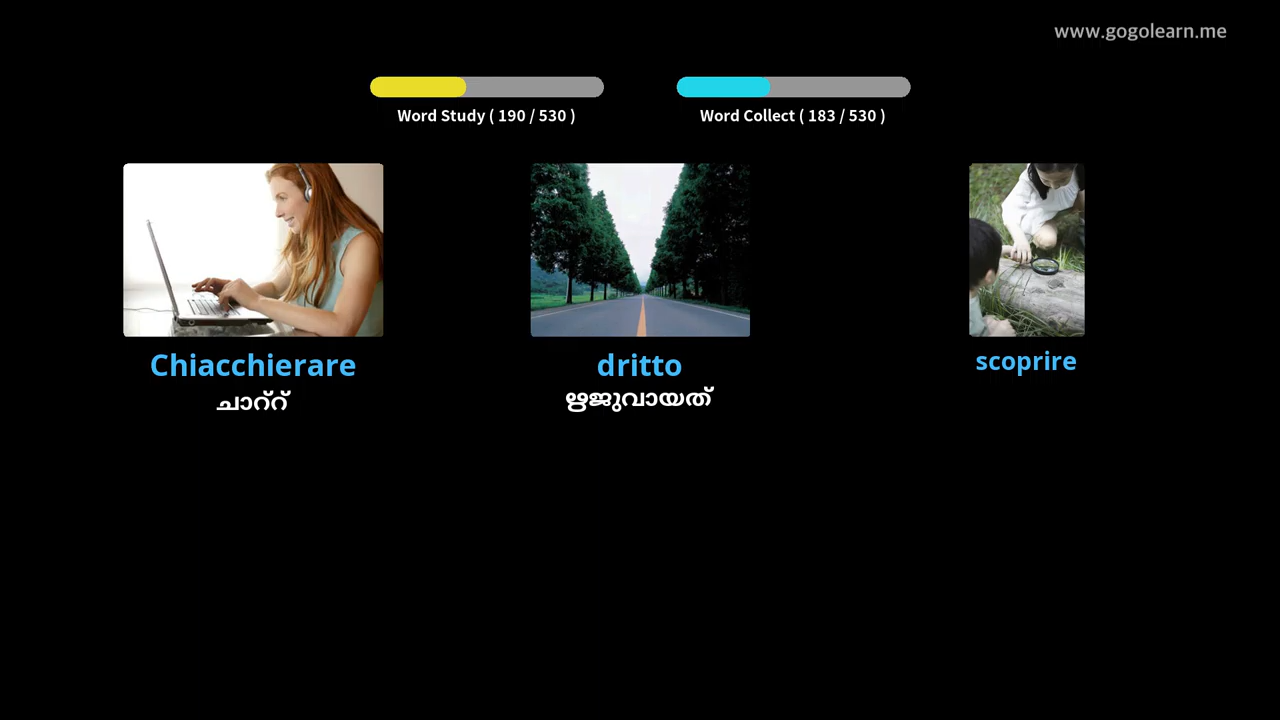 www.gogolearn.me
Word Study ( 190 / 530 )
Word Collect ( 183 / 530 )
Chiacchierare
ചാറ്റ്
dritto
ഋജുവായത്
scoprire